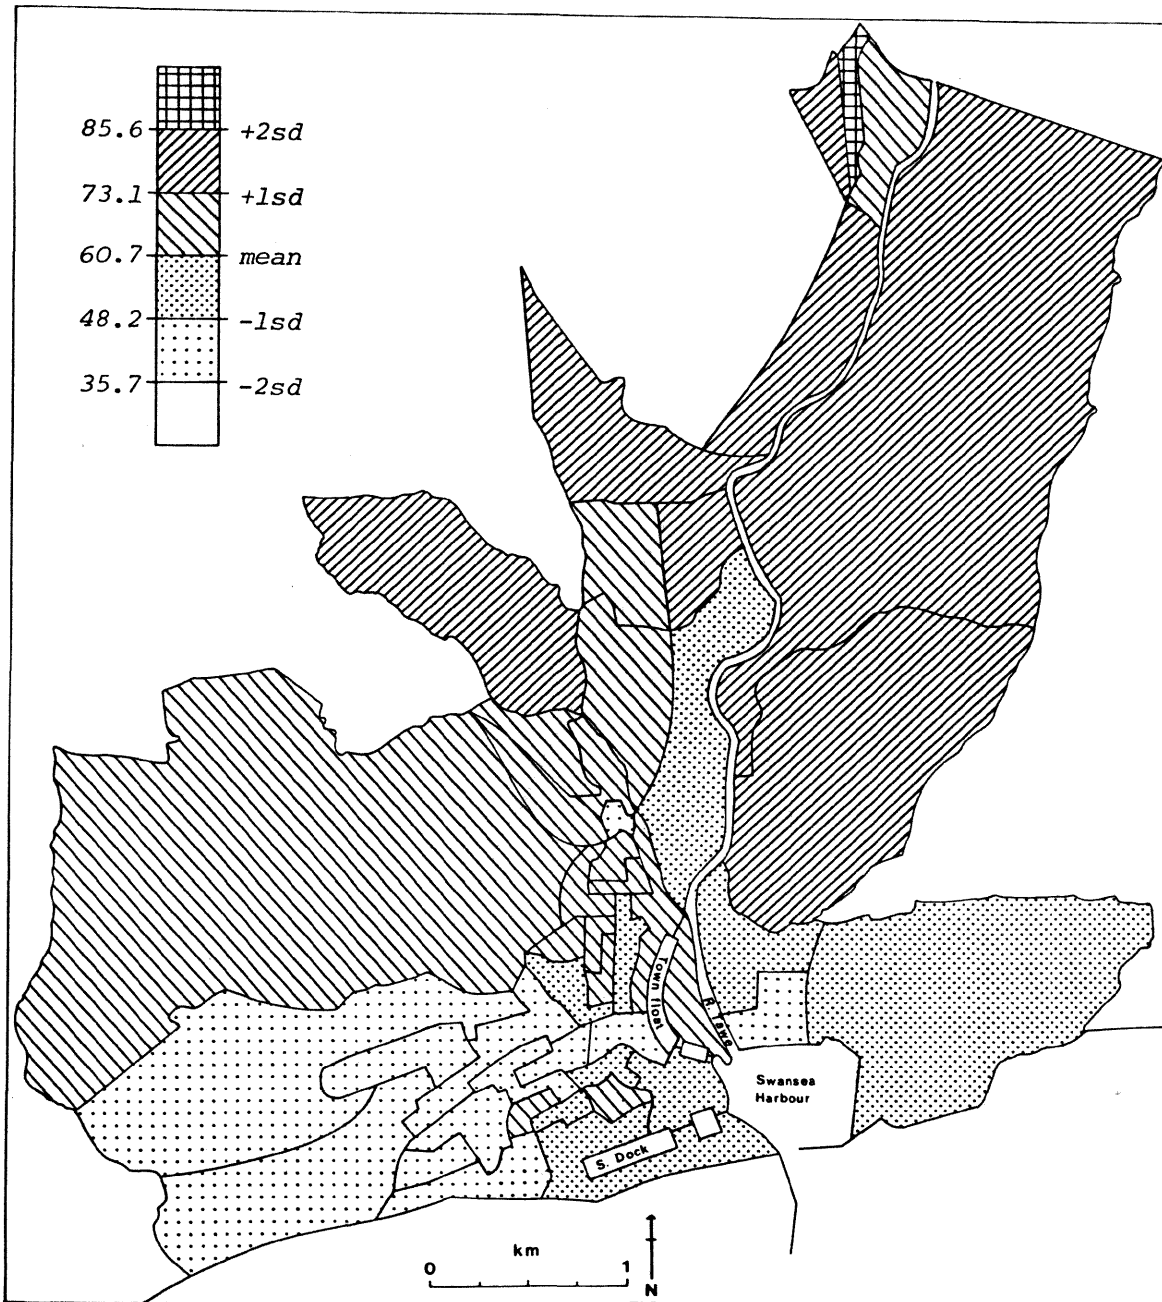 85.6 +2sd
73.1 +1sd
60.7 mean
48.2 -1sd
35.7 -2sd
Town float
R. Tawe
Swansea
Harbour
S. Dock
km
0 1
N